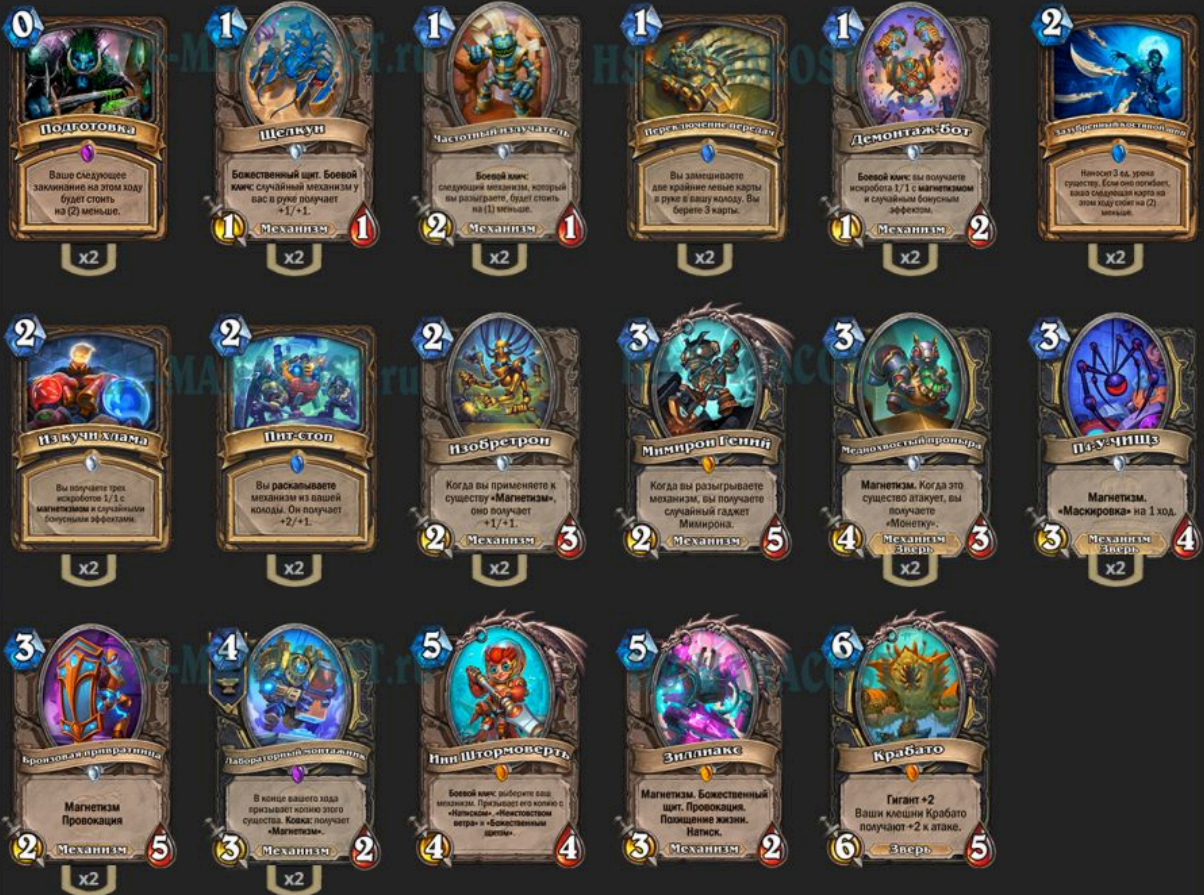 0
Подготовка
Ваше следующее
заклинание на этом ходу
будет стоить
на (2) меньше.
x2
1
Щелкун
Божественный щит. Боевой
клич: случайный механизм у
вас в руке получает
+1/+1.
1 Механизм 1
x2
1
Частотный излучатель
Боевой клич:
следующий механизм, который
вы разыграете, будет стоить
на (1) меньше.
2 Механизм 1
x2
1
Переключение передач
Вы замешиваете
две крайние левые карты
в руке в вашу колоду. Вы
берете 3 карты.
x2
1
Демонтаж-бот
Боевой клич: вы получаете
искробота 1/1 с магнетизмом
и случайным бонусным
эффектом.
1 Механизм 2
x2
2
Зазубренный костяной шип
Наносит 3 ед. урона
существу. Если оно погибает,
ваша следующая карта на
этом ходу стоит на (2)
меньше.
x2
2
Из кучи хлама
Вы получаете трех
искроботов 1/1 с
магнетизмом и случайными
бонусными эффектами.
x2
2
Пит-стоп
Вы раскапываете
механизм из вашей
колоды. Он получает
+2/+1.
x2
2
Изобретрон
Когда вы применяете к
существу «Магнетизм»,
оно получает
+1/+1.
2 Механизм 3
x2
3
Мимирон Гений
Когда вы разыгрываете
механизм, вы получаете
случайный гаджет
Мимирона.
2 Механизм 5
3
Меднохвостый проныра
Магнетизм. Когда это
существо атакует, вы
получаете
«Монетку».
4 Механизм 3
Зверь
x2
3
П4-У-ЧИЩ3
Магнетизм.
«Маскировка» на 1 ход.
3 Механизм 4
Зверь
x2
3
Бронзовая привратница
Магнетизм
Провокация
2 Механизм 5
x2
4
Лабораторный монтажник
В конце вашего хода
призывает копию этого
существа. Ковка: получает
«Магнетизм».
3 Механизм 2
x2
5
Инн Штормоверть
Боевой клич: выберите ваш
механизм. Призывает его копию с
«Натиском», «Неистовством
ветра» и «Божественным
щитом».
4 4
5
Зиллиакс
Магнетизм. Божественный
щит. Провокация.
Похищение жизни.
Натиск.
3 Механизм 2
6
Крабато
Гигант +2
Ваши клешни Крабато
получают +2 к атаке.
6 Зверь 5